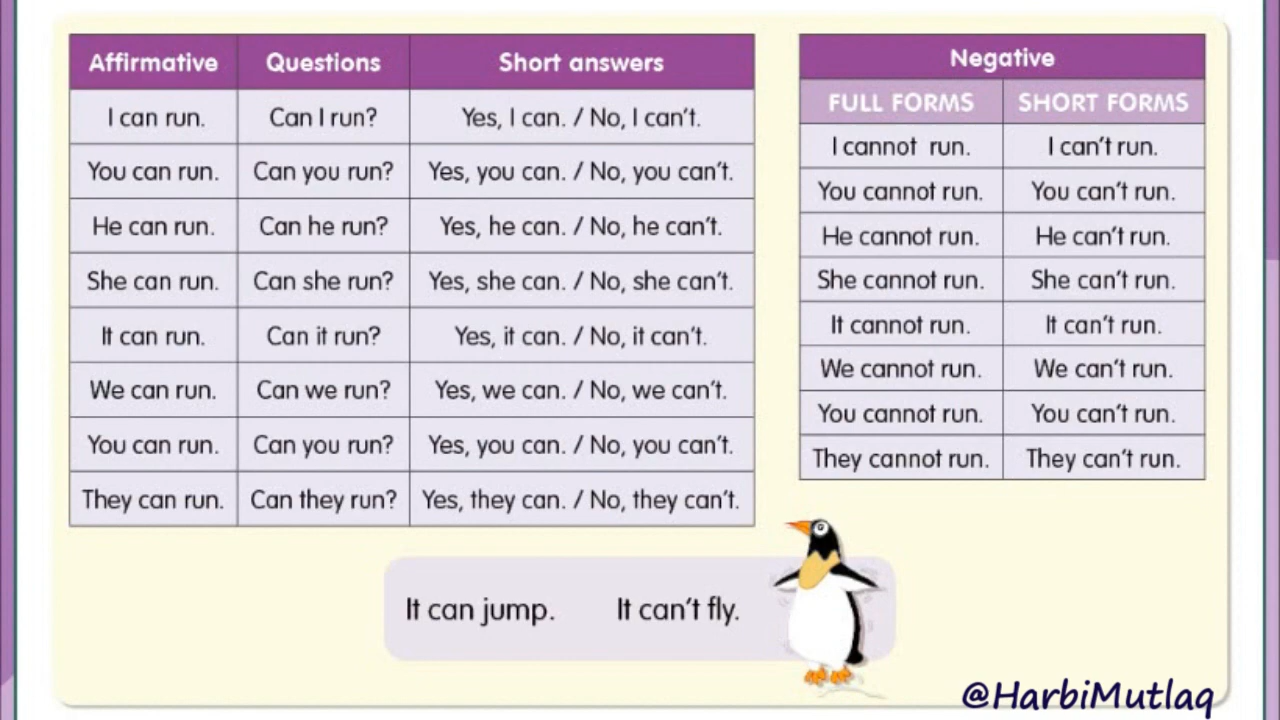 Affirmative Questions Short answers
I can run. Can I run? Yes, I can. / No, I can't.
You can run. Can you run? Yes, you can. / No, you can't.
He can run. Can he run? Yes, he can. / No, he can't.
She can run. Can she run? Yes, she can. / No, she can't.
It can run. Can it run? Yes, it can. / No, it can't.
We can run. Can we run? Yes, we can. / No, we can't.
You can run. Can you run? Yes, you can. / No, you can't.
They can run. Can they run? Yes, they can. / No, they can't.
Negative
FULL FORMS SHORT FORMS
I cannot run. I can't run.
You cannot run. You can't run.
He cannot run. He can't run.
She cannot run. She can't run.
It cannot run. It can't run.
We cannot run. We can't run.
You cannot run. You can't run.
They cannot run. They can't run.
It can jump. It can't fly.
@HarbiMutlaq